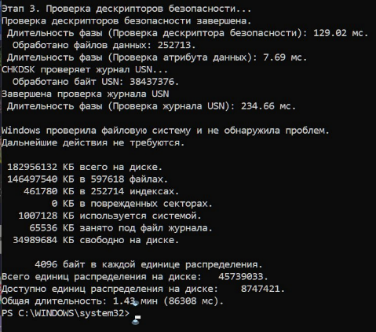 Этап 3. Проверка дескрипторов безопасности...
Проверка дескрипторов безопасности завершена.
Длительность фазы (Проверка дескриптора безопасности): 129.02 мс.
Обработано файлов данных: 252713.
Длительность фазы (Проверка атрибута данных): 7.69 мс.
CHKDSK проверяет журнал USN...
Обработано байт USN: 38437376.
Завершена проверка журнала USN
Длительность фазы (Проверка журнала USN): 234.66 мс.
Windows проверила файловую систему и не обнаружила проблем.
Дальнейшие действия не требуются.
182956132 КБ всего на диске.
146497540 КБ в 597618 файлах.
461780 КБ в 252714 индексах.
0 КБ в поврежденных секторах.
1007128 КБ используется системой.
65536 КБ занято под файл журнала.
34989684 КБ свободно на диске.
4096 байт в каждой единице распределения.
Всего единиц распределения на диске: 45739033.
Доступно единиц распределения на диске: 8747421.
Общая длительность: 1.43 мин (86308 мс).
PS C:\WINDOWS\system32>